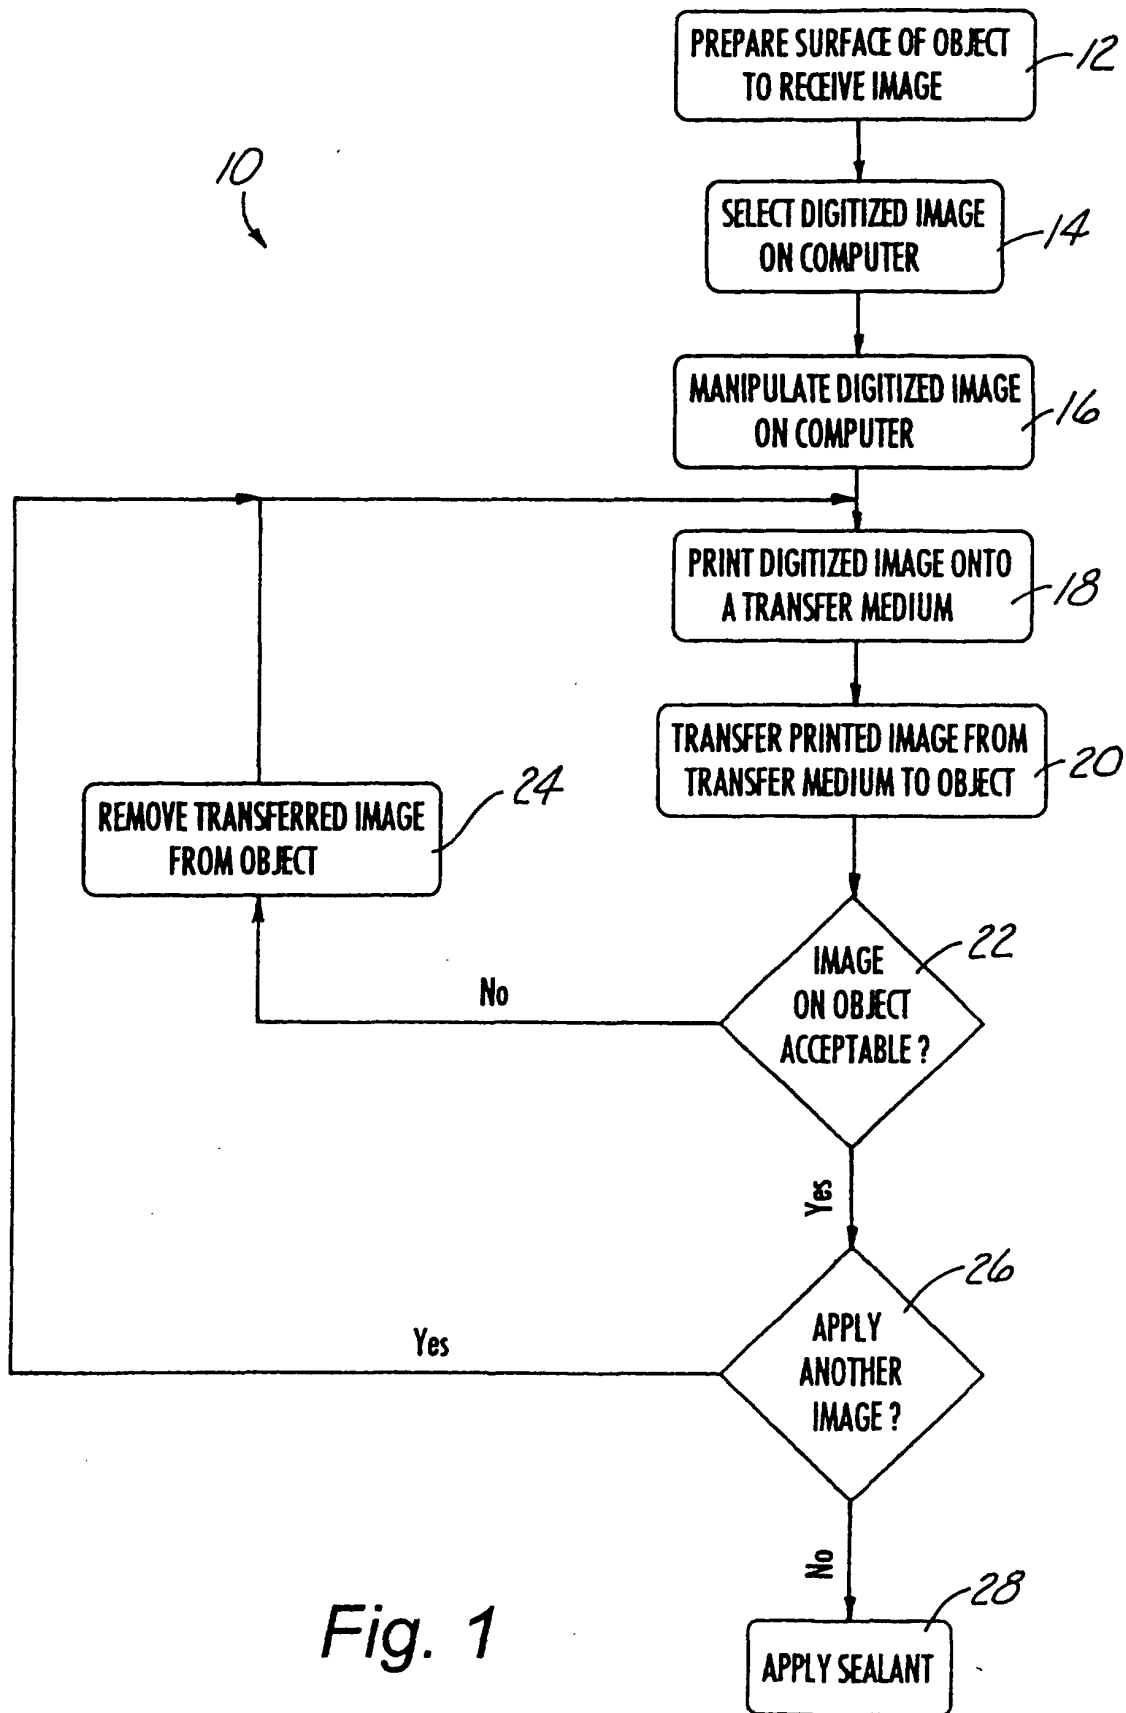 PREPARE SURFACE OF OBJECT
TO RECEIVE IMAGE
12
10
SELECT DIGITIZED IMAGE
ON COMPUTER
14
MANIPULATE DIGITIZED IMAGE
ON COMPUTER
16
PRINT DIGITIZED IMAGE ONTO
A TRANSFER MEDIUM
18
TRANSFER PRINTED IMAGE FROM
TRANSFER MEDIUM TO OBJECT
20
REMOVE TRANSFERRED IMAGE
FROM OBJECT
24
IMAGE
ON OBJECT
ACCEPTABLE ?
22
No
Yes
APPLY
ANOTHER
IMAGE ?
26
Yes
No
APPLY SEALANT
28
Fig. 1